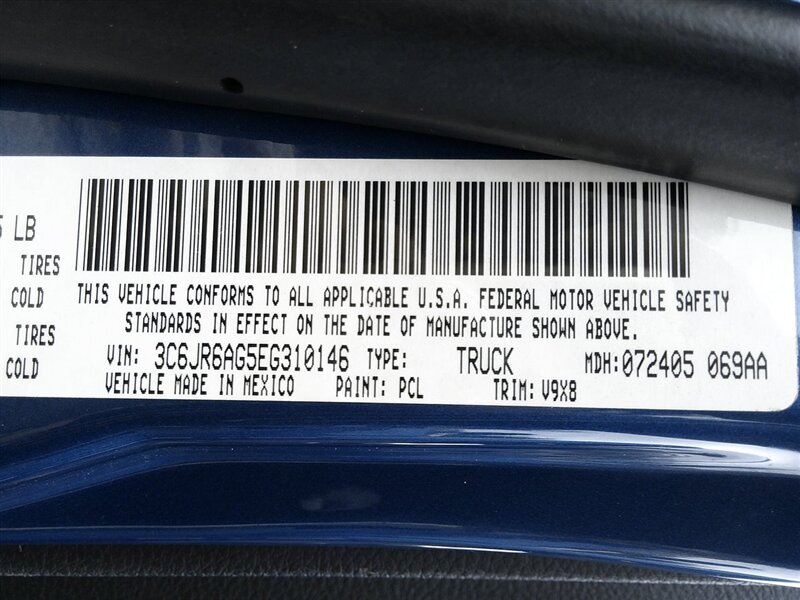 5 LB
TIRES
COLD
TIRES
COLD
THIS VEHICLE CONFORMS TO ALL APPLICABLE U.S.A. FEDERAL MOTOR VEHICLE SAFETY
STANDARDS IN EFFECT ON THE DATE OF MANUFACTURE SHOWN ABOVE.
VIN: 3C6JR6AG5EG310146 TYPE: TRUCK MDH:072405 069AA
VEHICLE MADE IN MEXICO PAINT: PCL TRIM: V9X8